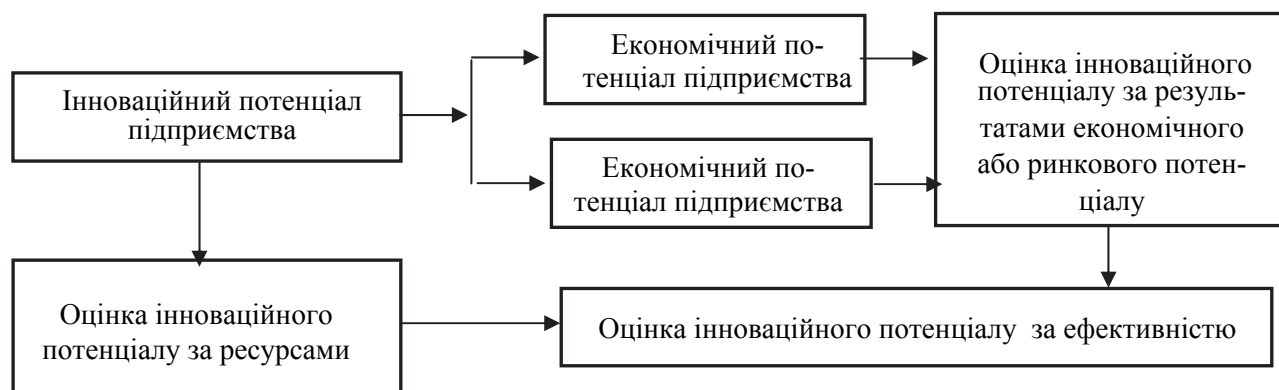 Інноваційний потенціал
підприємства
Економічний по-
тенціал підприємства
Економічний по-
тенціал підприємства
Оцінка інноваційного
потенціалу за резуль-
татами економічного
або ринкового потен-
ціалу
Оцінка інноваційного
потенціалу за ресурсами
Оцінка інноваційного потенціалу за ефективністю